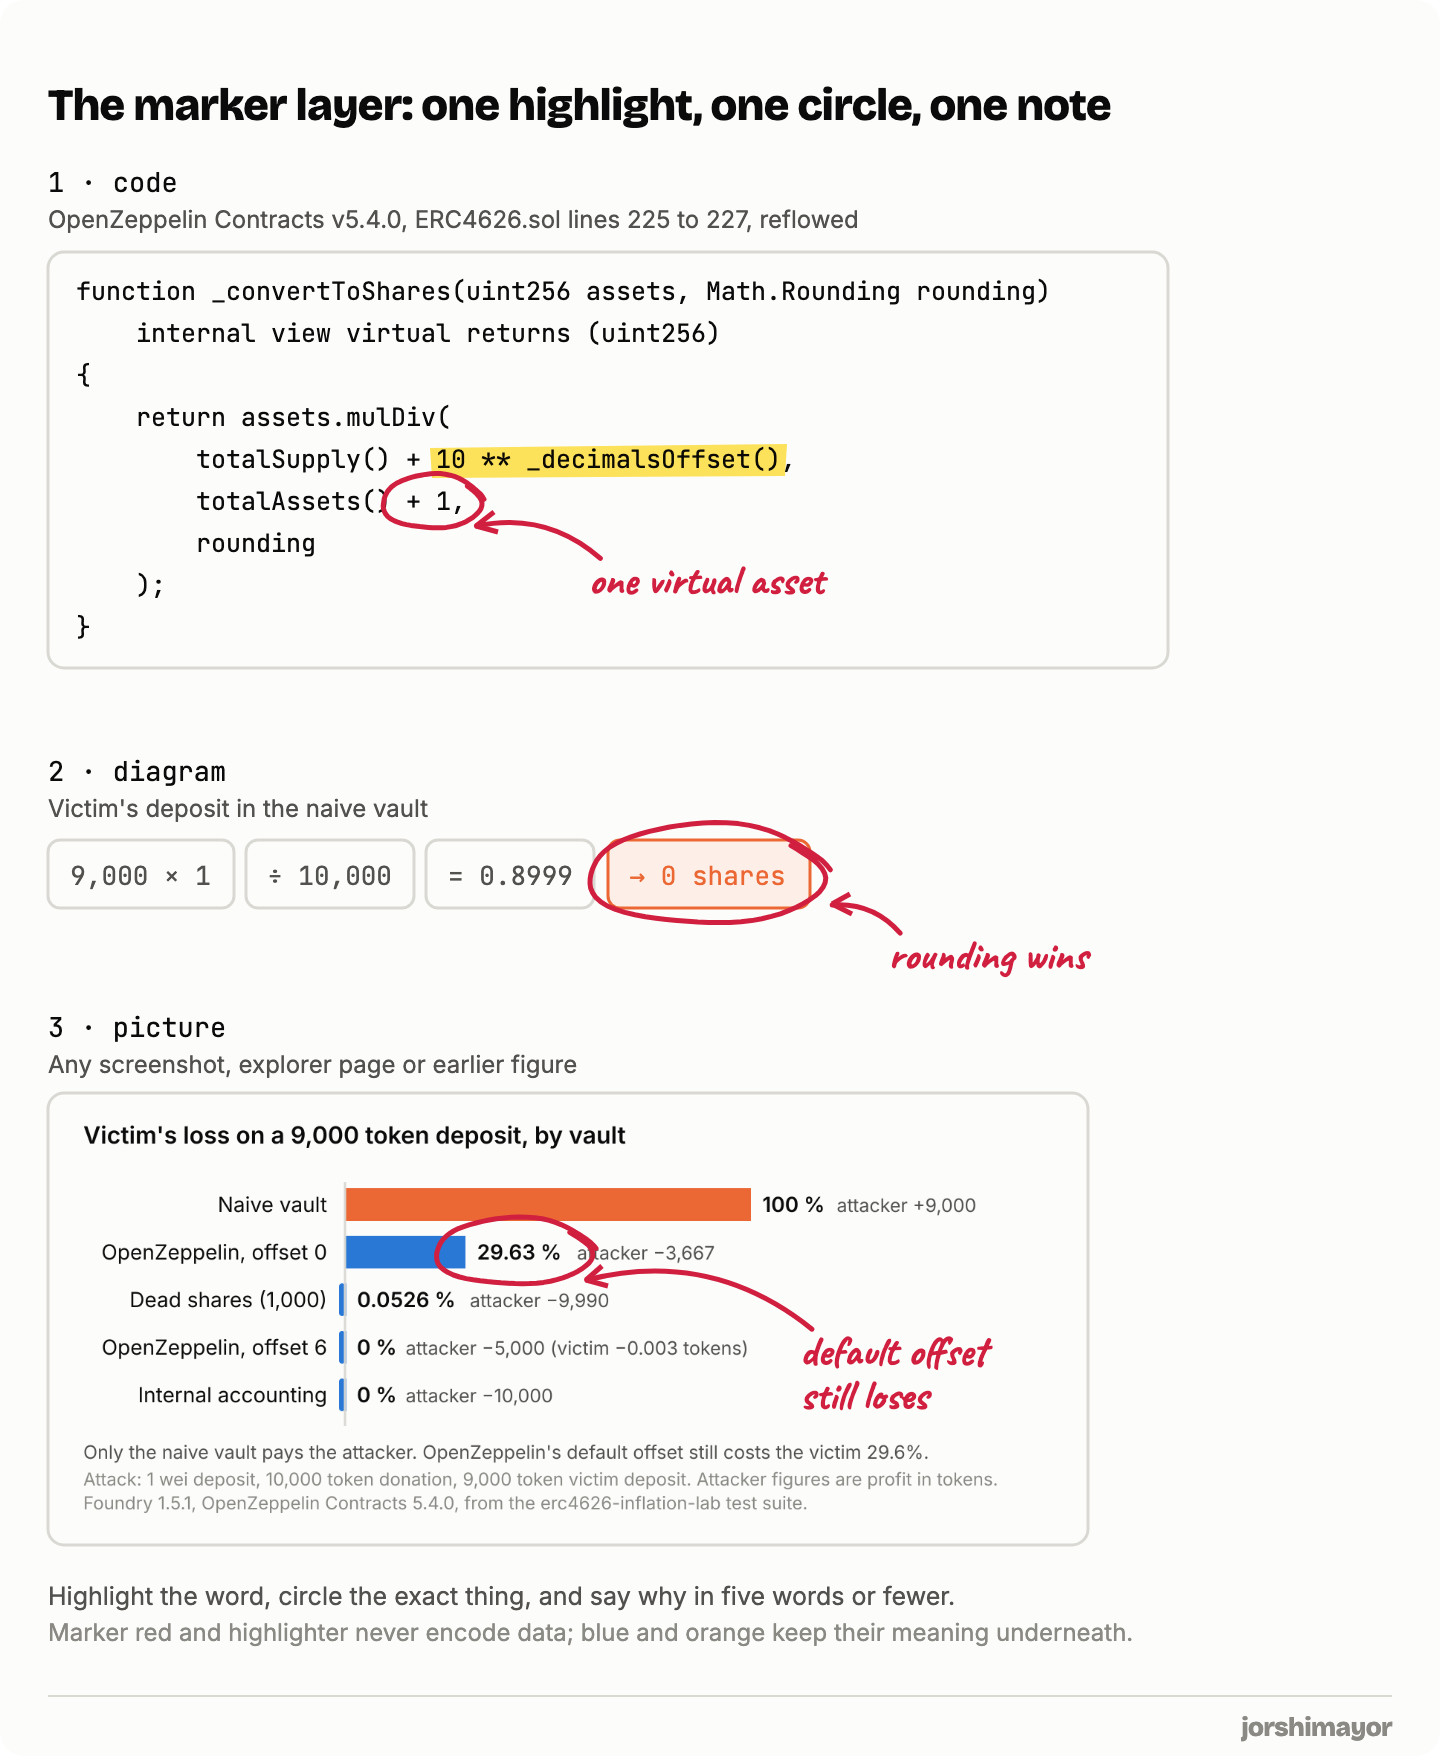 The marker layer: one highlight, one circle, one note
1 · code
OpenZeppelin Contracts v5.4.0, ERC4626.sol lines 225 to 227, reflowed
function _convertToShares(uint256 assets, Math.Rounding rounding)
    internal view virtual returns (uint256)
{
    return assets.mulDiv(
        totalSupply() + 10 ** _decimalsOffset(),
        totalAssets() + 1,
        rounding
    );
}
one virtual asset
2 · diagram
Victim's deposit in the naive vault
9,000 × 1 ÷ 10,000 = 0.8999 → 0 shares
rounding wins
3 · picture
Any screenshot, explorer page or earlier figure
Victim's loss on a 9,000 token deposit, by vault
Naive vault 100 % attacker +9,000
OpenZeppelin, offset 0 29.63 % attacker −3,667
Dead shares (1,000) 0.0526 % attacker −9,990
OpenZeppelin, offset 6 0 % attacker −5,000 (victim −0.003 tokens)
Internal accounting 0 % attacker −10,000
default offset
still loses
Only the naive vault pays the attacker. OpenZeppelin's default offset still costs the victim 29.6%.
Attack: 1 wei deposit, 10,000 token donation, 9,000 token victim deposit. Attacker figures are profit in tokens.
Foundry 1.5.1, OpenZeppelin Contracts 5.4.0, from the erc4626-inflation-lab test suite.
Highlight the word, circle the exact thing, and say why in five words or fewer.
Marker red and highlighter never encode data; blue and orange keep their meaning underneath.
jorshimayor